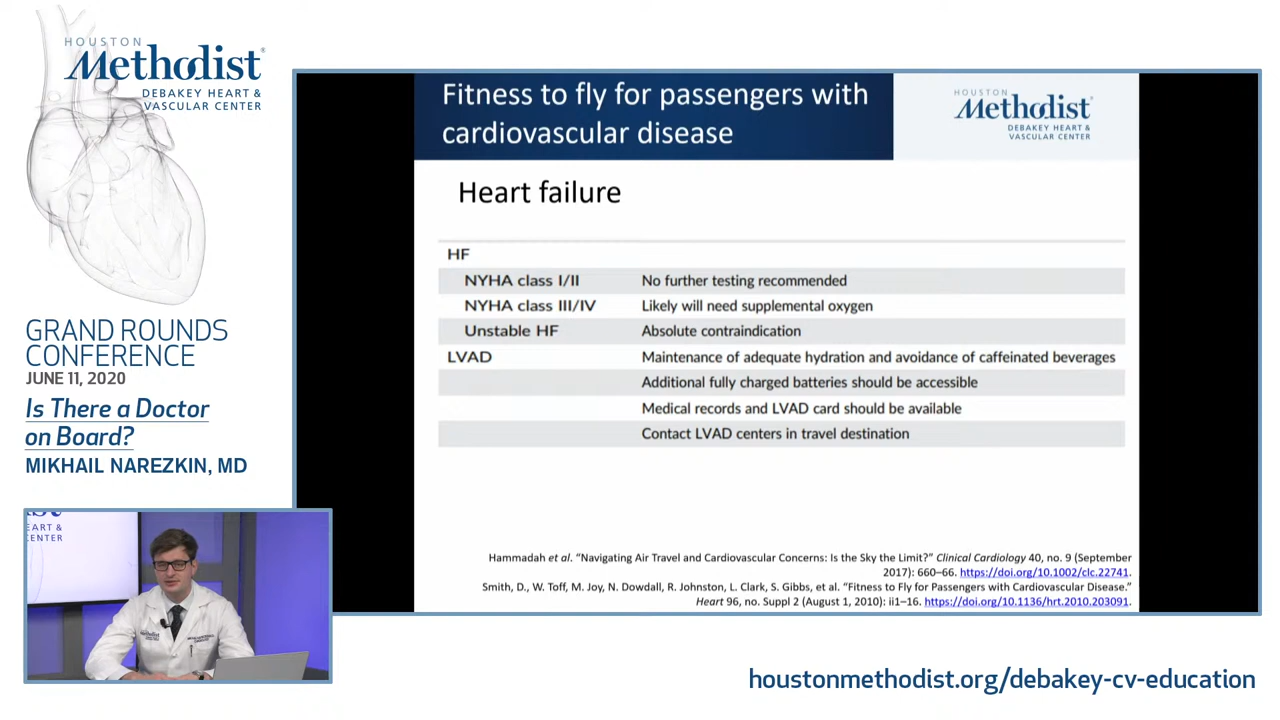 HOUSTON
Methodist®
DEBAKEY HEART &
VASCULAR CENTER
GRAND ROUNDS
CONFERENCE
JUNE 11, 2020
Is There a Doctor
on Board?
MIKHAIL NAREZKIN, MD
Fitness to fly for passengers with
cardiovascular disease
HOUSTON
Methodist®
DEBAKEY HEART &
VASCULAR CENTER
Heart failure
HF
NYHA class I/II No further testing recommended
NYHA class III/IV Likely will need supplemental oxygen
Unstable HF Absolute contraindication
LVAD Maintenance of adequate hydration and avoidance of caffeinated beverages
Additional fully charged batteries should be accessible
Medical records and LVAD card should be available
Contact LVAD centers in travel destination
Hammadah et al. “Navigating Air Travel and Cardiovascular Concerns: Is the Sky the Limit?” Clinical Cardiology 40, no. 9 (September
2017): 660–66. https://doi.org/10.1002/clc.22741.
Smith, D., W. Toff, M. Joy, N. Dowdall, R. Johnston, L. Clark, S. Gibbs, et al. “Fitness to Fly for Passengers with Cardiovascular Disease.”
Heart 96, no. Suppl 2 (August 1, 2010): ii1–16. https://doi.org/10.1136/hrt.2010.203091.
EART &
CENTER
Methodist
houstonmethodist.org/debakey-cv-education